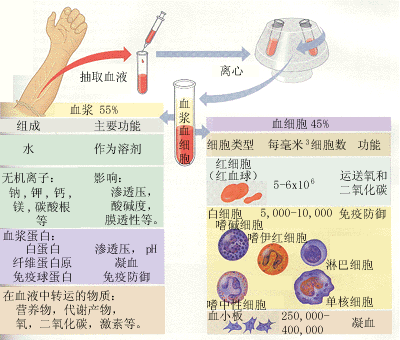 抽取血液
离心
血浆
血细胞
血浆 55%
组成 主要功能
水 作为溶剂
无机离子: 影响:
钠,钾,钙, 渗透压,
镁,碳酸根 酸碱度,
等 膜透性等。
血浆蛋白:
白蛋白 渗透压, pH
纤维蛋白原 凝血
免疫球蛋白 免疫防御
在血液中转运的物质:
营养物,代谢产物,
氧,二氧化碳,激素等。
血细胞 45%
细胞类型 每毫米³细胞数 功能
红细胞
(红血球) 5-6x10⁶ 运送氧和
二氧化碳
白细胞 5,000-10,000 免疫防御
嗜碱细胞
嗜伊红细胞
淋巴细胞
嗜中性细胞
单核细胞
血小板 250,000-
400,000 凝血